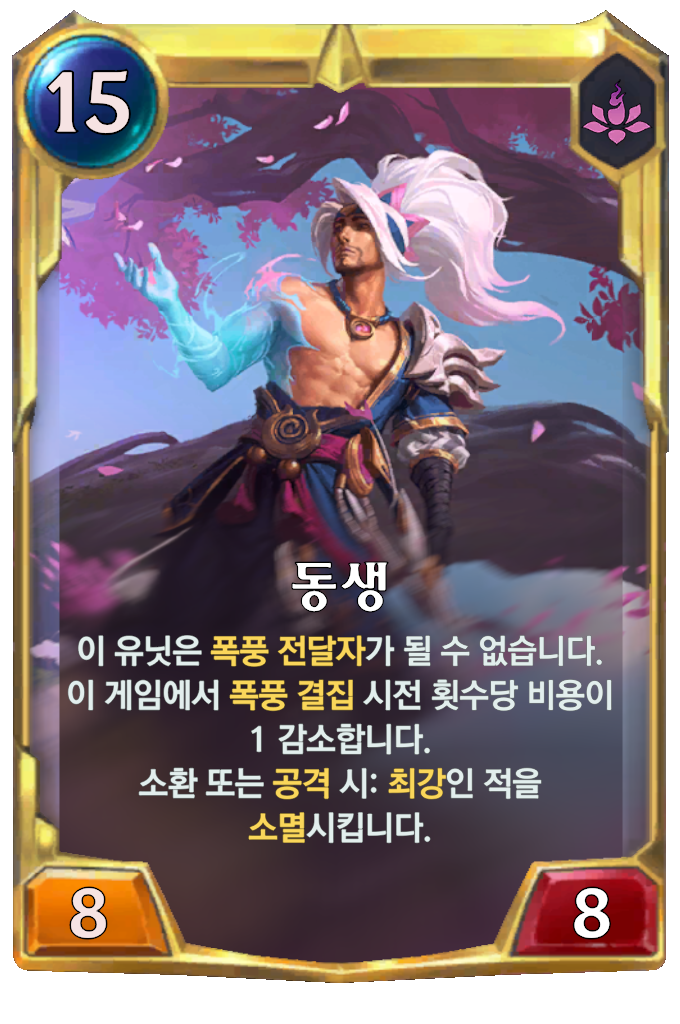 15
동생
이 유닛은 폭풍 전달자가 될 수 없습니다.
이 게임에서 폭풍 결집 시전 횟수당 비용이
1 감소합니다.
소환 또는 공격 시: 최강인 적을
소멸시킵니다.
8
8